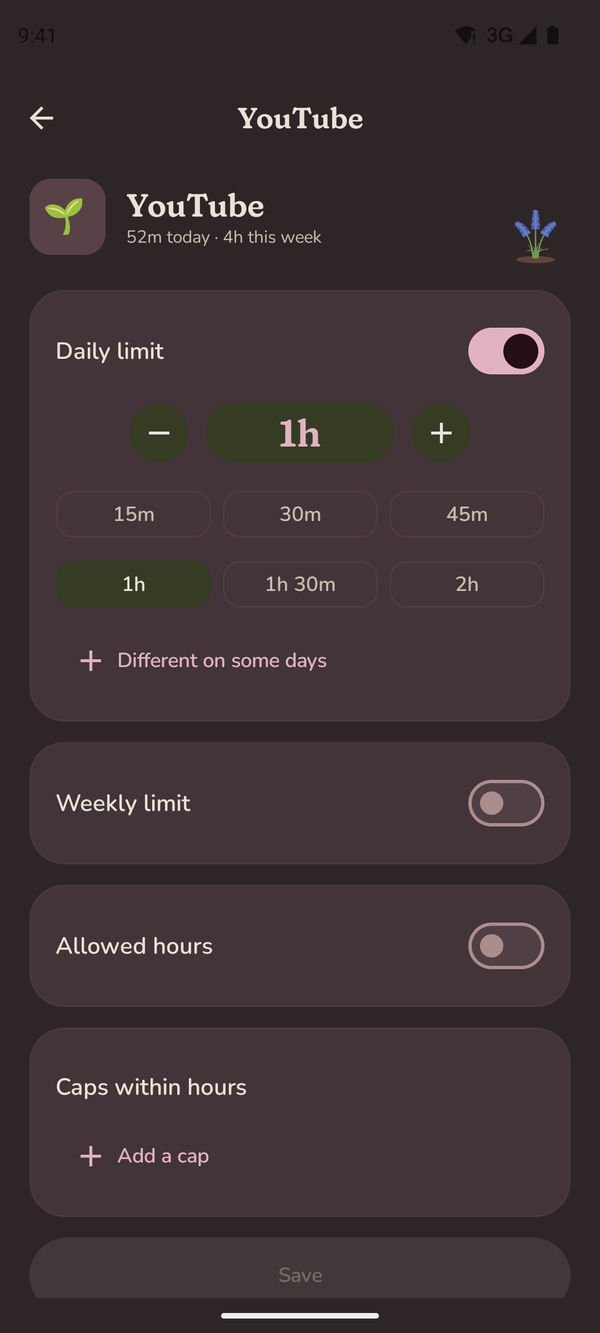 9:41
3G
YouTube
YouTube
52m today · 4h this week
Daily limit
1h
15m
30m
45m
1h
1h 30m
2h
Different on some days
Weekly limit
Allowed hours
Caps within hours
Add a cap
Save